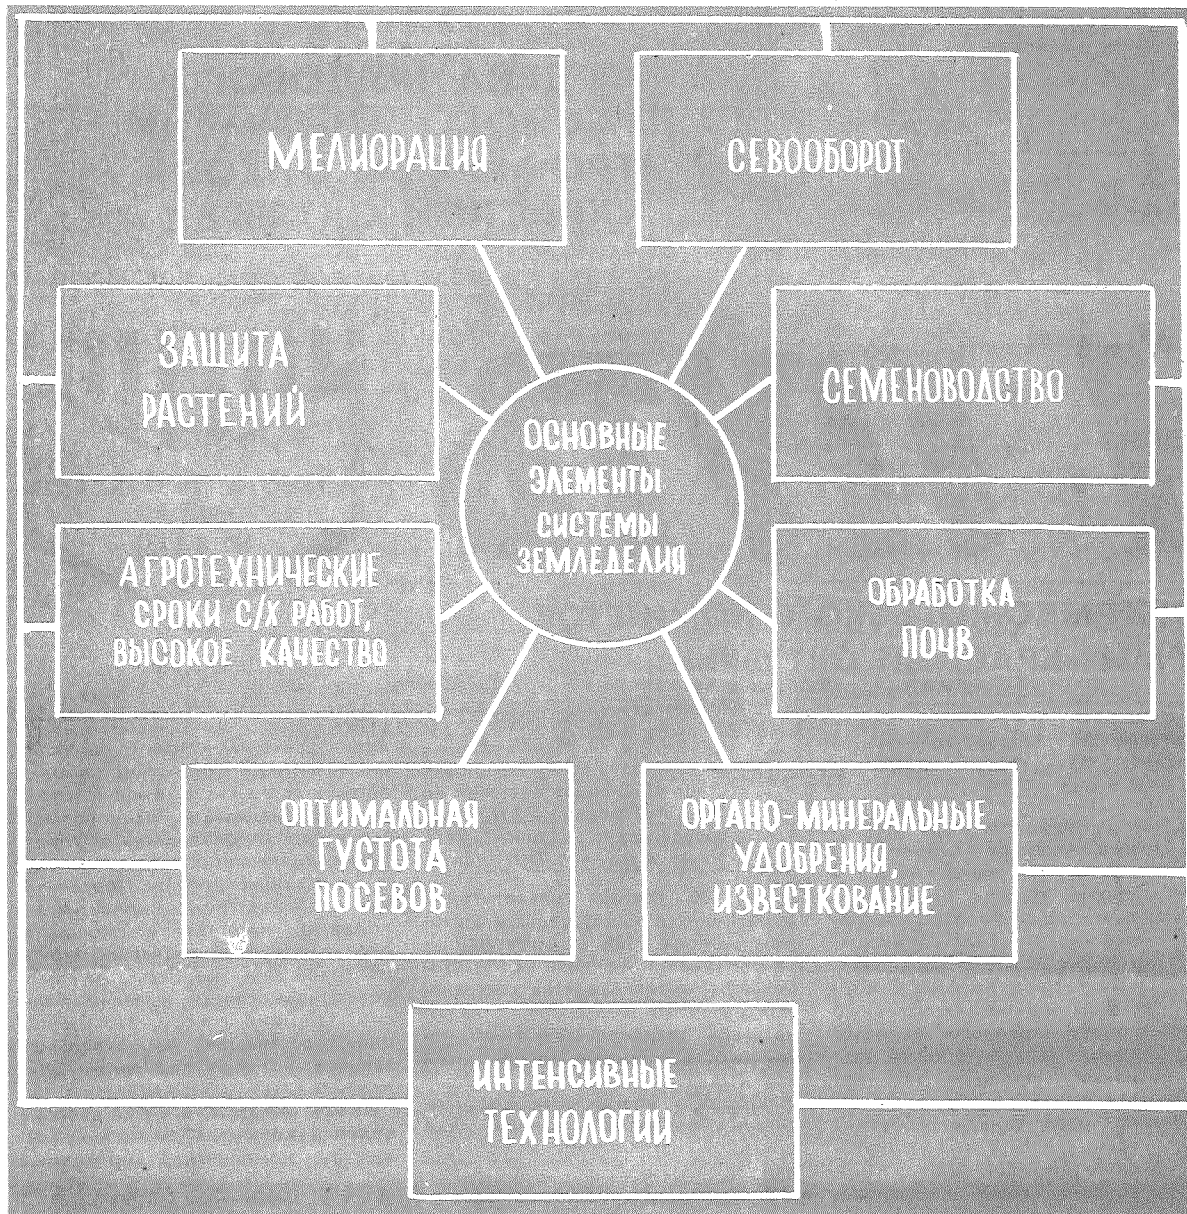 МЕЛИОРАЦИЯ
СЕВООБОРОТ
ЗАЩИТА
РАСТЕНИЙ
СЕМЕНОВОДСТВО
ОСНОВНЫЕ
ЭЛЕМЕНТЫ
СИСТЕМЫ
ЗЕМЛЕДЕЛИЯ
АГРОТЕХНИЧЕСКИЕ
СРОКИ С/Х РАБОТ,
ВЫСОКОЕ КАЧЕСТВО
ОБРАБОТКА
ПОЧВ
ОПТИМАЛЬНАЯ
ГУСТОТА
ПОСЕВОВ
ОРГАНО-МИНЕРАЛЬНЫЕ
УДОБРЕНИЯ,
ИЗВЕСТКОВАНИЕ
ИНТЕНСИВНЫЕ
ТЕХНОЛОГИИ